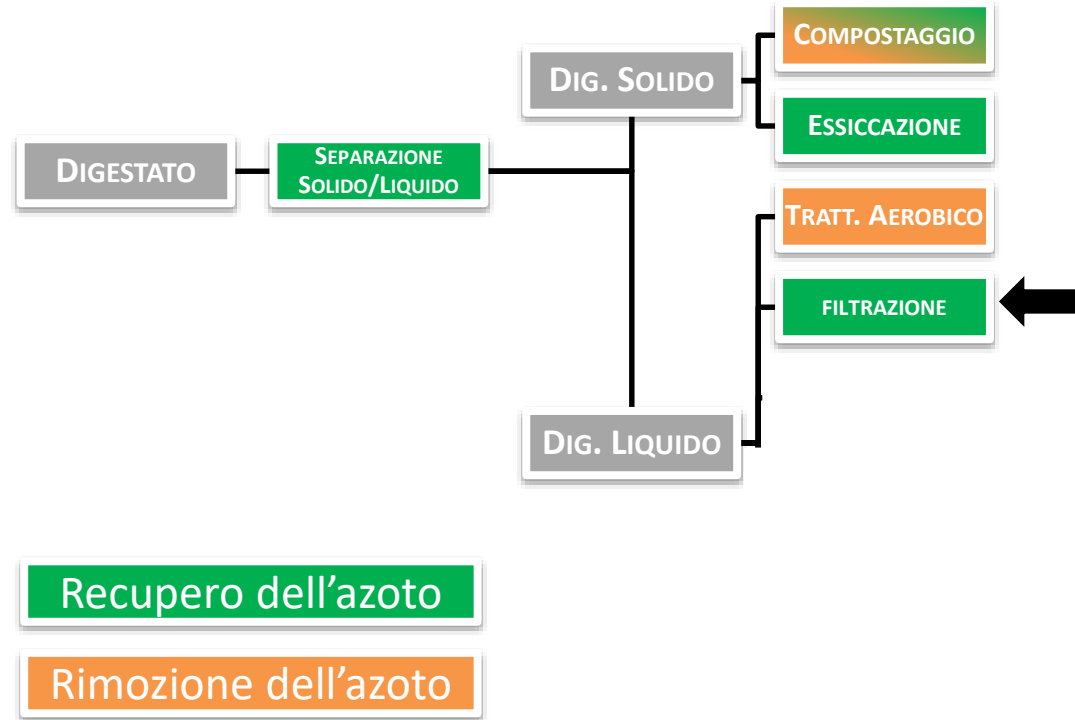 COMPOSTAGGIO
DIG. SOLIDO
ESSICCAZIONE
DIGESTATO
SEPARAZIONE
SOLIDO/LIQUIDO
TRATT. AEROBICO
FILTRAZIONE
DIG. LIQUIDO
Recupero dell’azoto
Rimozione dell’azoto